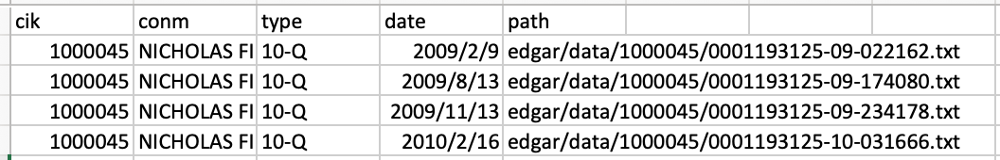 cik conm type date path
1000045 NICHOLAS FI 10-Q 2009/2/9 edgar/data/1000045/0001193125-09-022162.txt
1000045 NICHOLAS FI 10-Q 2009/8/13 edgar/data/1000045/0001193125-09-174080.txt
1000045 NICHOLAS FI 10-Q 2009/11/13 edgar/data/1000045/0001193125-09-234178.txt
1000045 NICHOLAS FI 10-Q 2010/2/16 edgar/data/1000045/0001193125-10-031666.txt